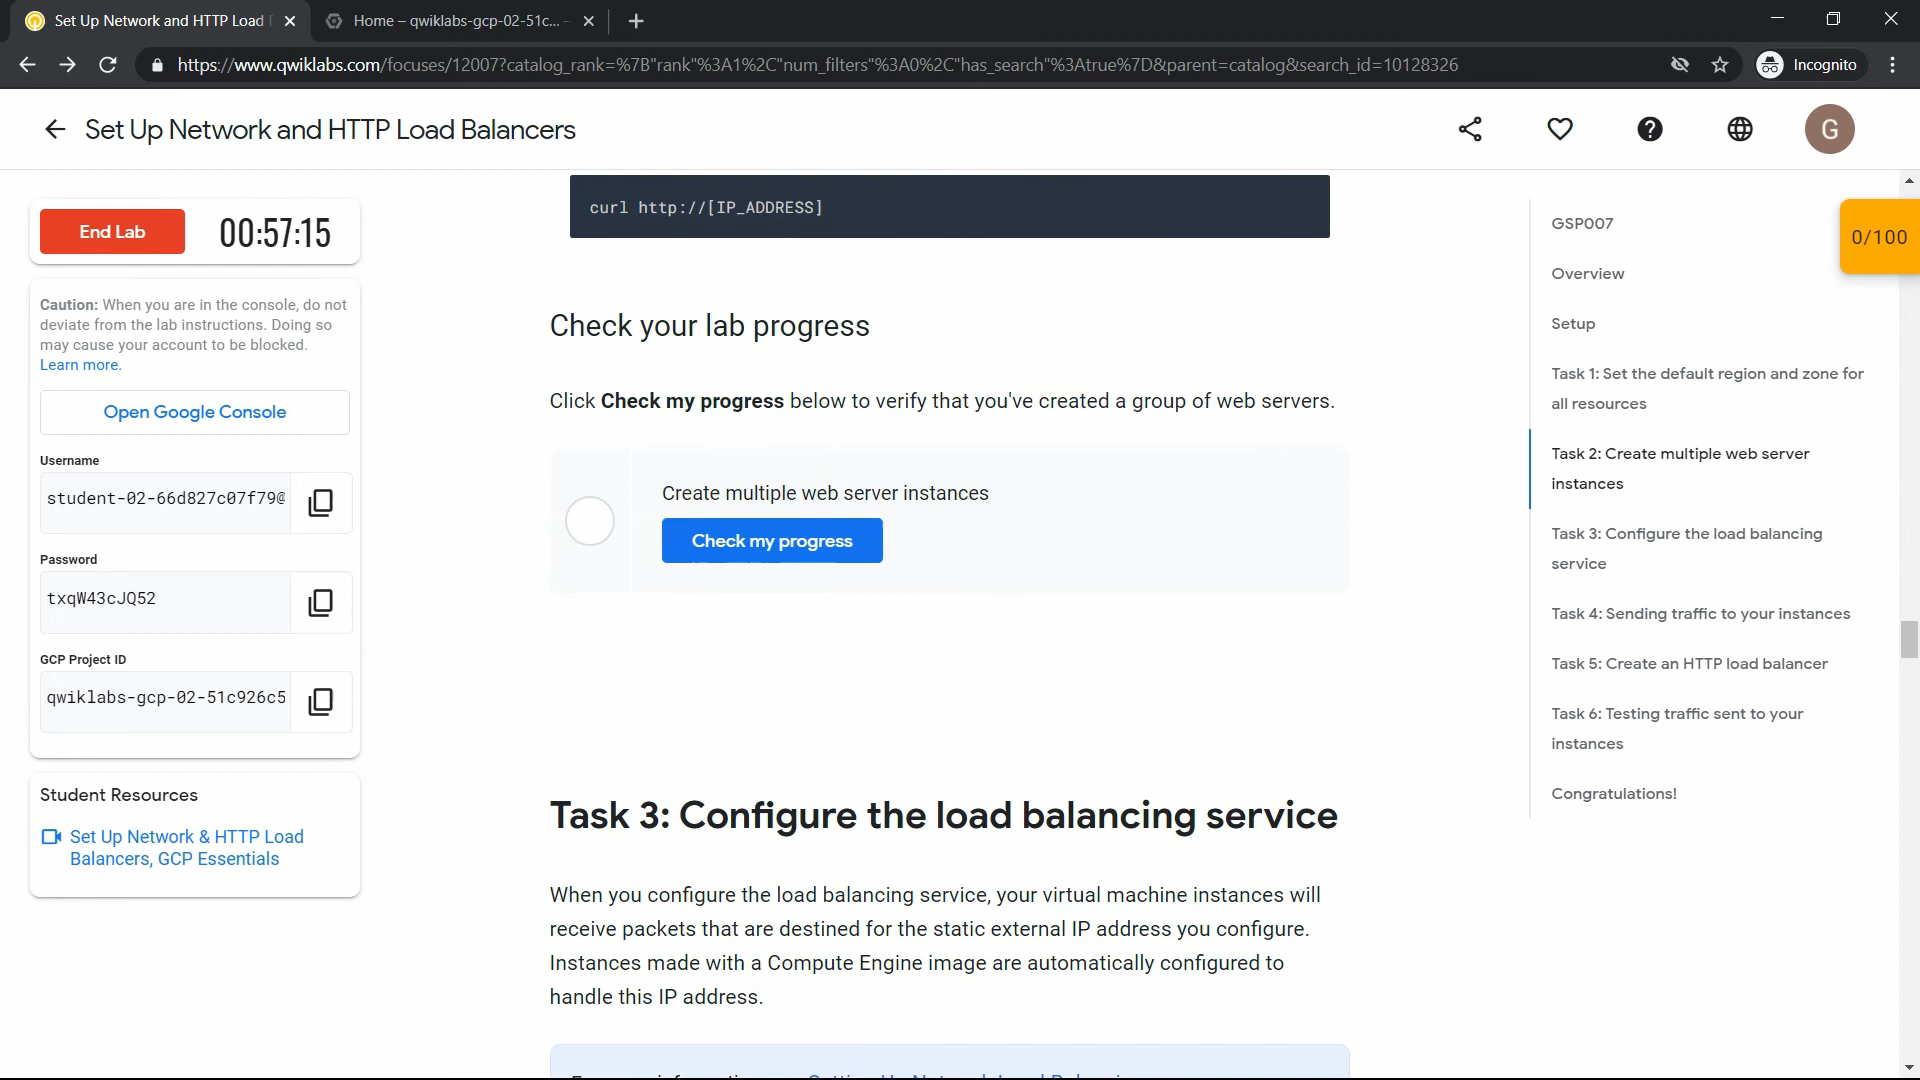 Set Up Network and HTTP Load
Home – qwiklabs-gcp-02-51c...
https://www.qwiklabs.com/focuses/12007?catalog_rank=%7B"rank"%3A1%2C"num_filters"%3A0%2C"has_search"%3Atrue%7D&parent=catalog&search_id=10128326
Incognito
Set Up Network and HTTP Load Balancers
G
End Lab
00:57:15
Caution: When you are in the console, do not
deviate from the lab instructions. Doing so
may cause your account to be blocked.
Learn more.
Open Google Console
Username
student-02-66d827c07f79@
Password
txqW43cJQ52
GCP Project ID
qwiklabs-gcp-02-51c926c5
Student Resources
Set Up Network & HTTP Load
Balancers, GCP Essentials
curl http://[IP_ADDRESS]
Check your lab progress
Click Check my progress below to verify that you've created a group of web servers.
Create multiple web server instances
Check my progress
Task 3: Configure the load balancing service
When you configure the load balancing service, your virtual machine instances will
receive packets that are destined for the static external IP address you configure.
Instances made with a Compute Engine image are automatically configured to
handle this IP address.
GSP007
Overview
Setup
Task 1: Set the default region and zone for
all resources
Task 2: Create multiple web server
instances
Task 3: Configure the load balancing
service
Task 4: Sending traffic to your instances
Task 5: Create an HTTP load balancer
Task 6: Testing traffic sent to your
instances
Congratulations!
0/100